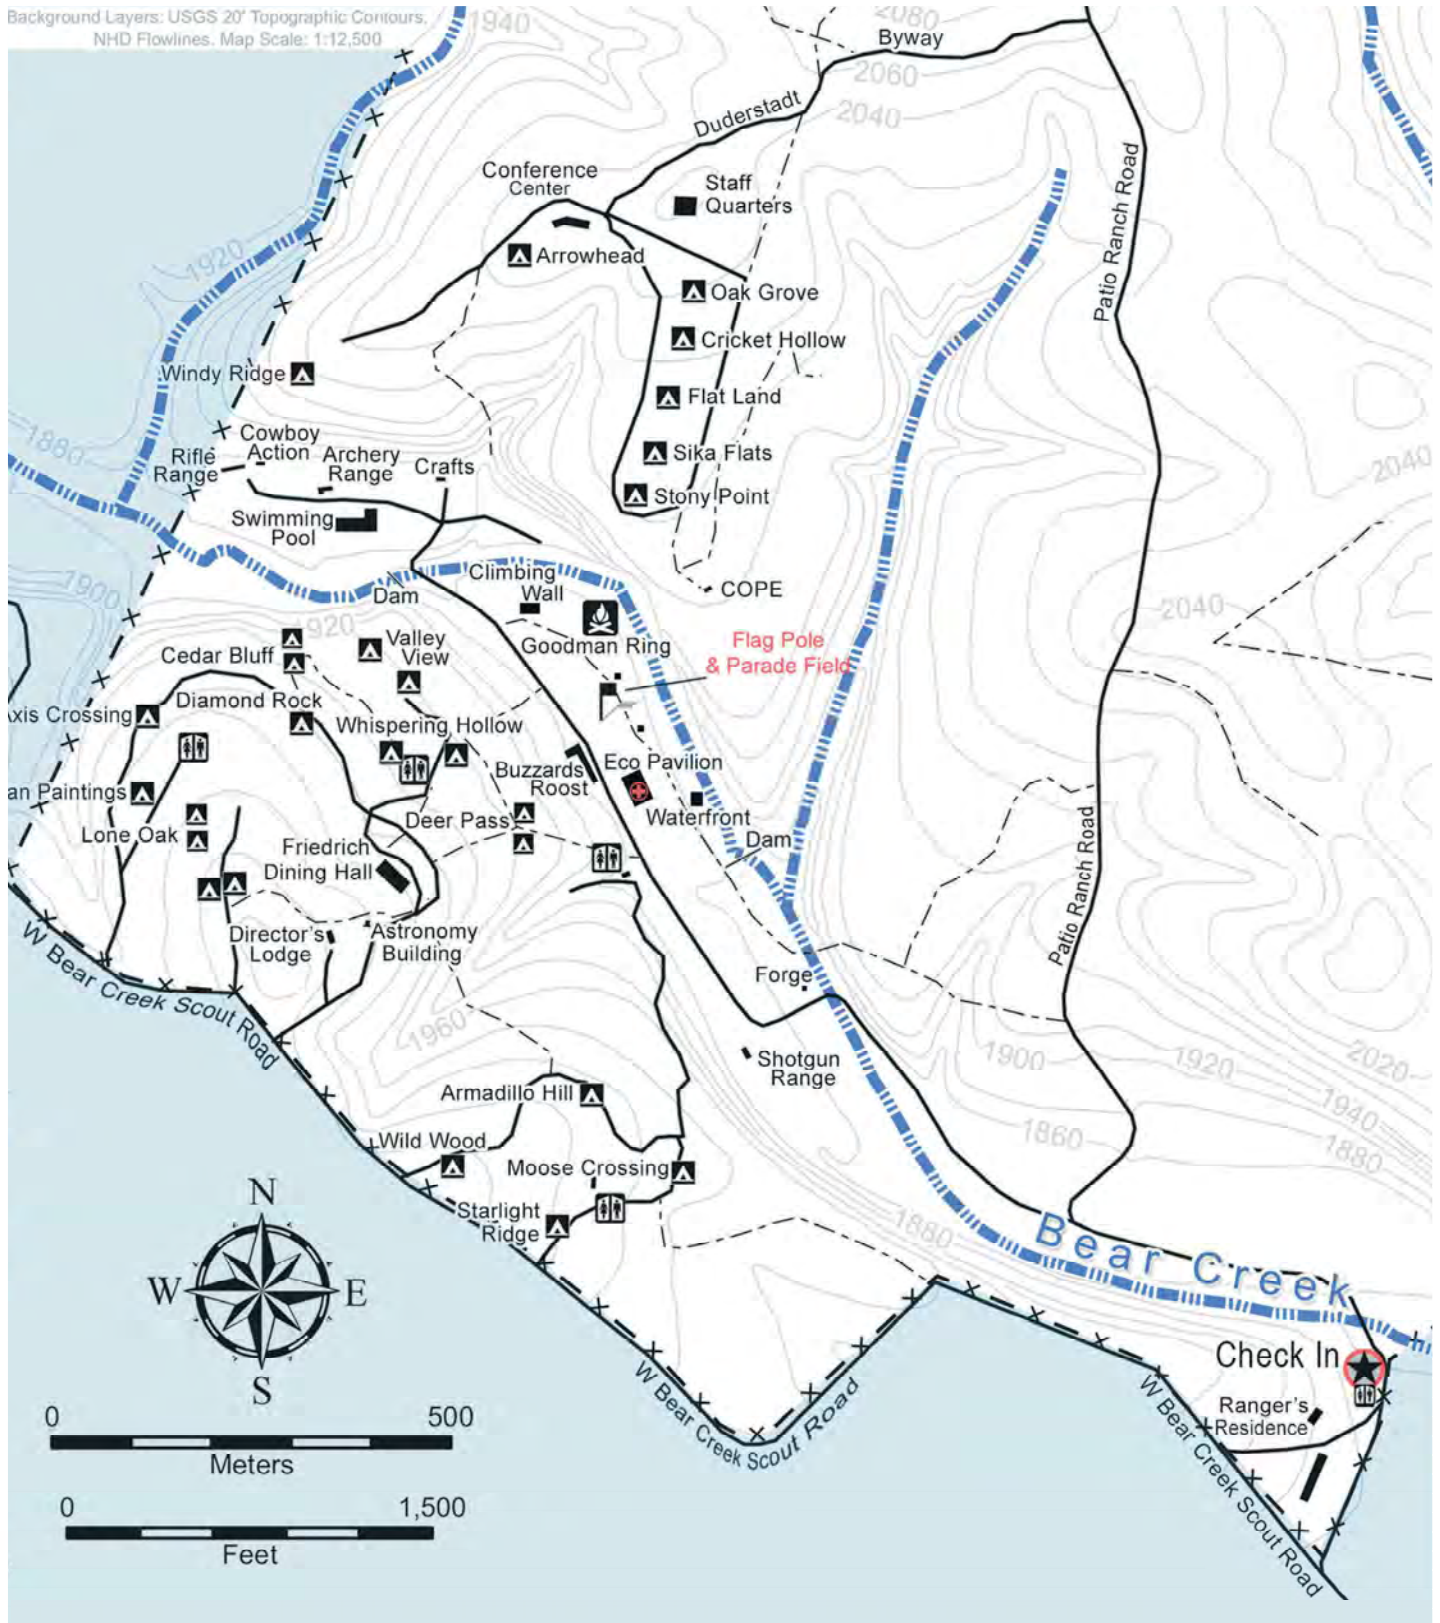 Background Layers: USGS 20' Topographic Contours,
NHD Flowlines. Map Scale: 1:12,500
1940
2080
Byway
2060
2040
Duderstadt
Patio Ranch Road
Conference
Center
Staff
Quarters
Arrowhead
1920
Oak Grove
Cricket Hollow
Windy Ridge
Flat Land
1880
Cowboy
Action
Rifle
Range
Archery
Range
Crafts
Sika Flats
2040
Stony Point
Swimming
Pool
1900
Dam
Climbing
Wall
COPE
2040
1920
Valley
View
Goodman Ring
Flag Pole
& Parade Field
Cedar Bluff
Diamond Rock
xis Crossing
Whispering Hollow
Buzzards
Roost
Eco Pavilion
an Paintings
Waterfront
Lone Oak
Deer Pass
Dam
Friedrich
Dining Hall
Patio Ranch Road
Director's
Lodge
Astronomy
Building
W Bear Creek Scout Road
Forge
1960
Shotgun
Range
1900
1920
2020
Armadillo Hill
1940
1860
1880
Wild Wood
Moose Crossing
Starlight
Ridge
1880
Bear Creek
N
W
E
S
Check In
Ranger's
Residence
W Bear Creek Scout Road
W Bear Creek Scout Road
0
500
Meters
0
1,500
Feet